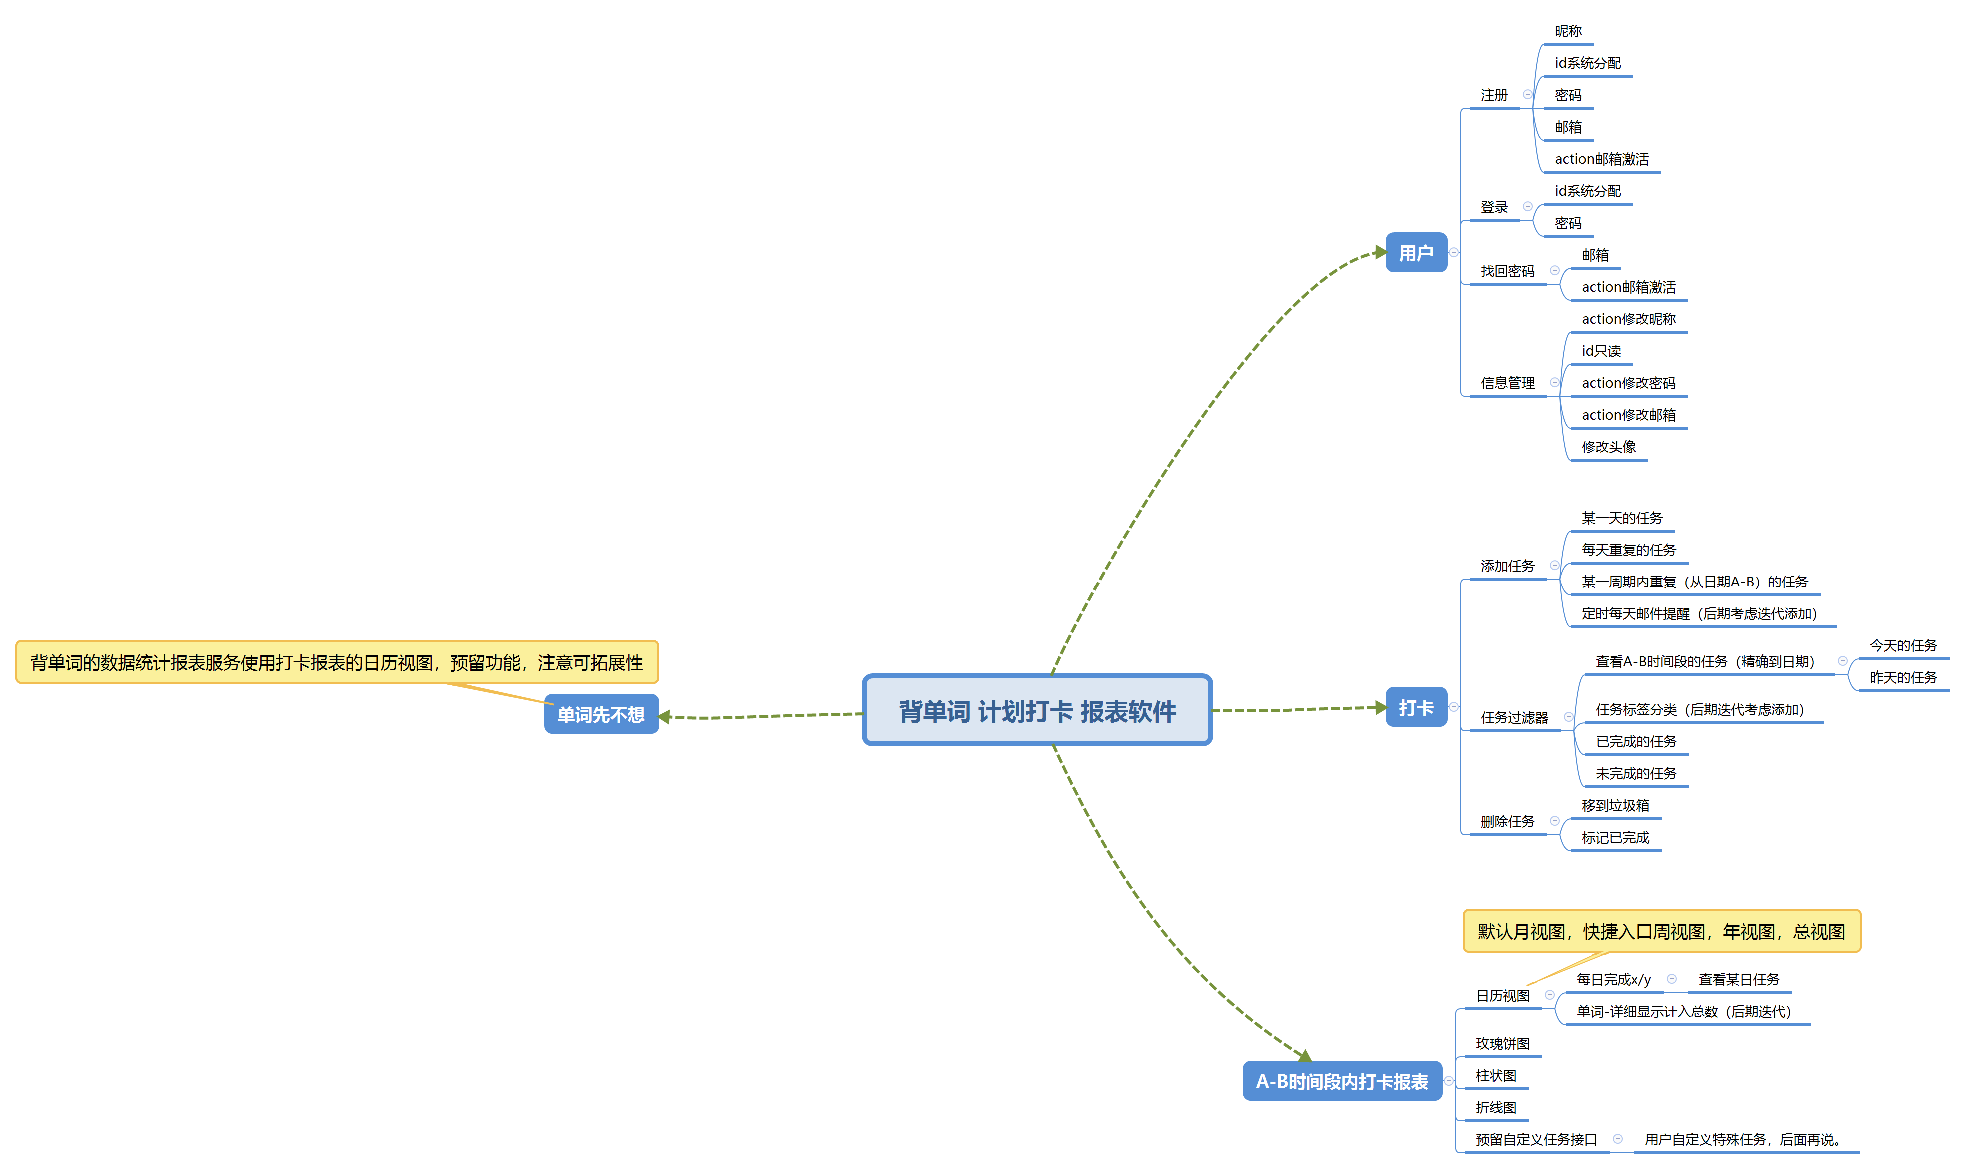 背单词 计划打卡 报表软件
用户
注册
昵称
id系统分配
密码
邮箱
action邮箱激活
登录
id系统分配
密码
找回密码
邮箱
action邮箱激活
信息管理
action修改昵称
id只读
action修改密码
action修改邮箱
修改头像
打卡
添加任务
某一天的任务
每天重复的任务
某一周期内重复（从日期A-B）的任务
定时每天邮件提醒（后期考虑迭代添加）
任务过滤器
查看A-B时间段的任务（精确到日期）
今天的任务
昨天的任务
任务标签分类（后期迭代考虑添加）
已完成的任务
未完成的任务
删除任务
移到垃圾箱
标记已完成
A-B时间段内打卡报表
默认月视图，快捷入口周视图，年视图，总视图
日历视图
每日完成x/y
查看某日任务
单词-详细显示计入总数（后期迭代）
玫瑰饼图
柱状图
折线图
预留自定义任务接口
用户自定义特殊任务，后面再说。
背单词的数据统计报表服务使用打卡报表的日历视图，预留功能，注意可拓展性
单词先不想